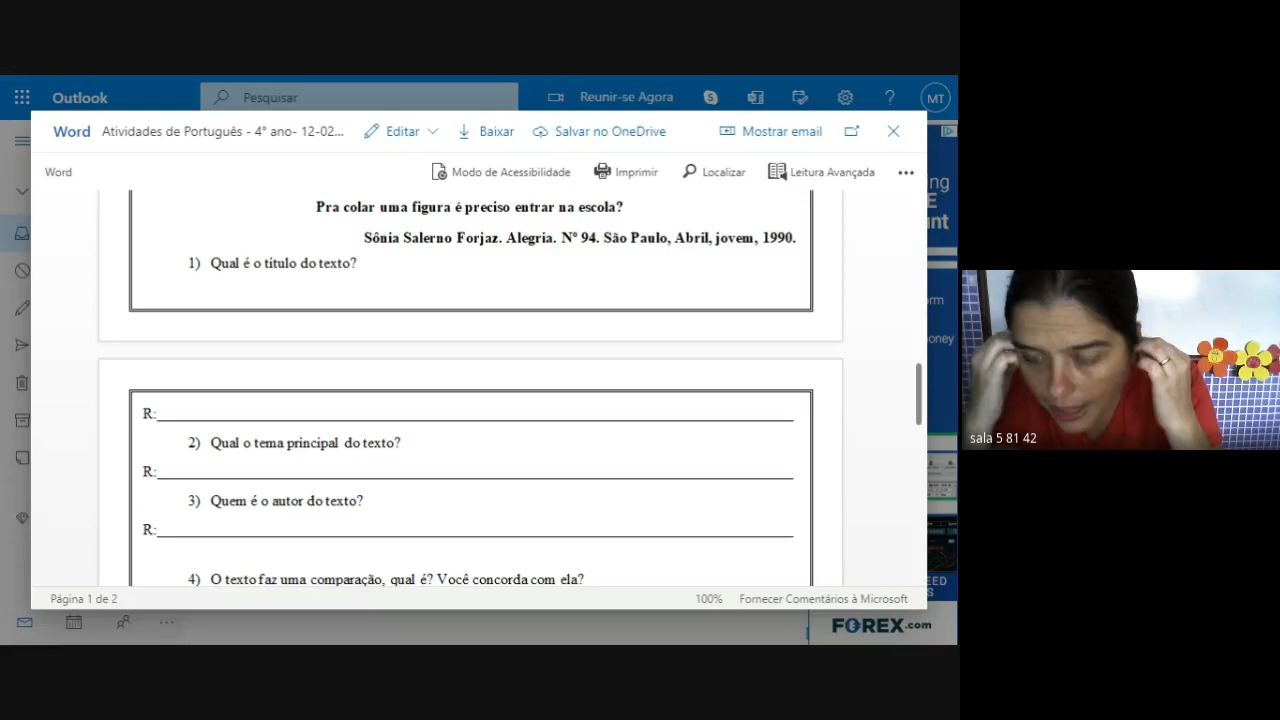 Outlook
Pesquisar
Reunir-se Agora
MT
Word
Atividades de Português - 4° ano- 12-02...
Editar
Baixar
Salvar no OneDrive
Mostrar email
Word
Modo de Acessibilidade
Imprimir
Localizar
Leitura Avançada
Pra colar uma figura é preciso entrar na escola?
Sônia Salerno Forjaz. Alegria. Nº 94. São Paulo, Abril, jovem, 1990.
1) Qual é o titulo do texto?
R:
2) Qual o tema principal do texto?
R:
3) Quem é o autor do texto?
R:
4) O texto faz uma comparação, qual é? Você concorda com ela?
Página 1 de 2
100%
Fornecer Comentários à Microsoft
FOREX.com
sala 5 81 42